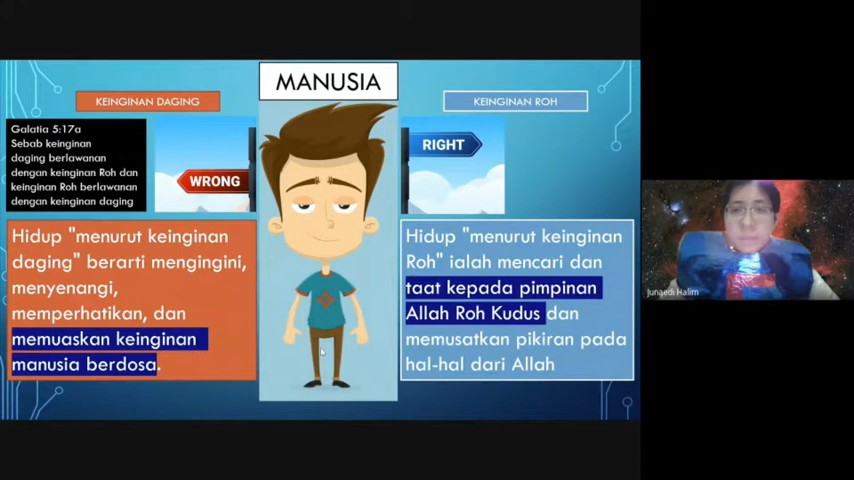 MANUSIA
KEINGINAN DAGING
KEINGINAN ROH
Galatia 5:17a
Sebab keinginan
daging berlawanan
dengan keinginan Roh dan
keinginan Roh berlawanan
dengan keinginan daging
WRONG
RIGHT
Hidup "menurut keinginan
daging" berarti mengingini,
menyenangi,
memperhatikan, dan
memuaskan keinginan
manusia berdosa.
Hidup "menurut keinginan
Roh" ialah mencari dan
taat kepada pimpinan
Allah Roh Kudus dan
memusatkan pikiran pada
hal-hal dari Allah
Junaedi Halim